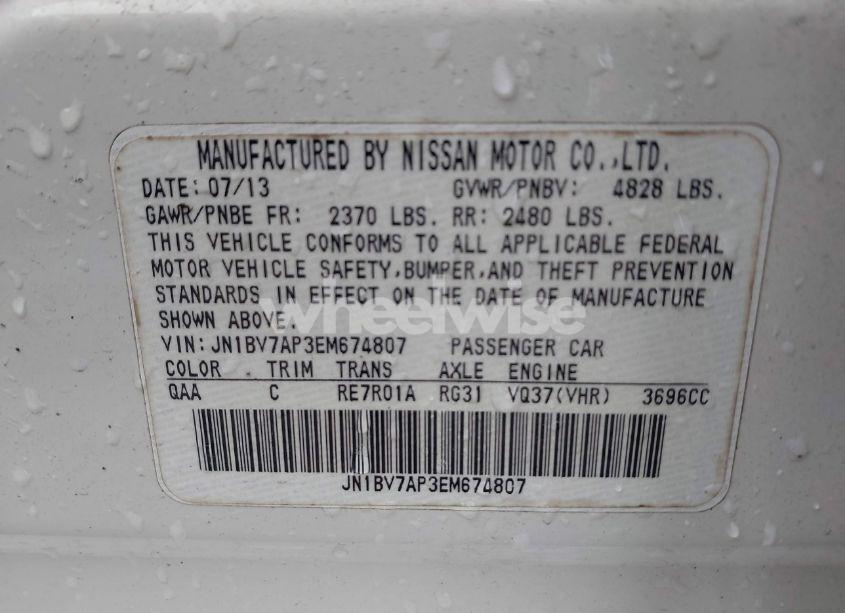 MANUFACTURED BY NISSAN MOTOR CO.,LTD.
DATE: 07/13 GVWR/PNBV: 4828 LBS.
GAWR/PNBE FR: 2370 LBS. RR: 2480 LBS.
THIS VEHICLE CONFORMS TO ALL APPLICABLE FEDERAL
MOTOR VEHICLE SAFETY,BUMPER,AND THEFT PREVENTION
STANDARDS IN EFFECT ON THE DATE OF MANUFACTURE
SHOWN ABOVE.
wheelwise
VIN:JN1BV7AP3EM674807 PASSENGER CAR
COLOR TRIM TRANS AXLE ENGINE
QAA C RE7R01A RG31 VQ37(VHR) 3696CC
JN1BV7AP3EM674807